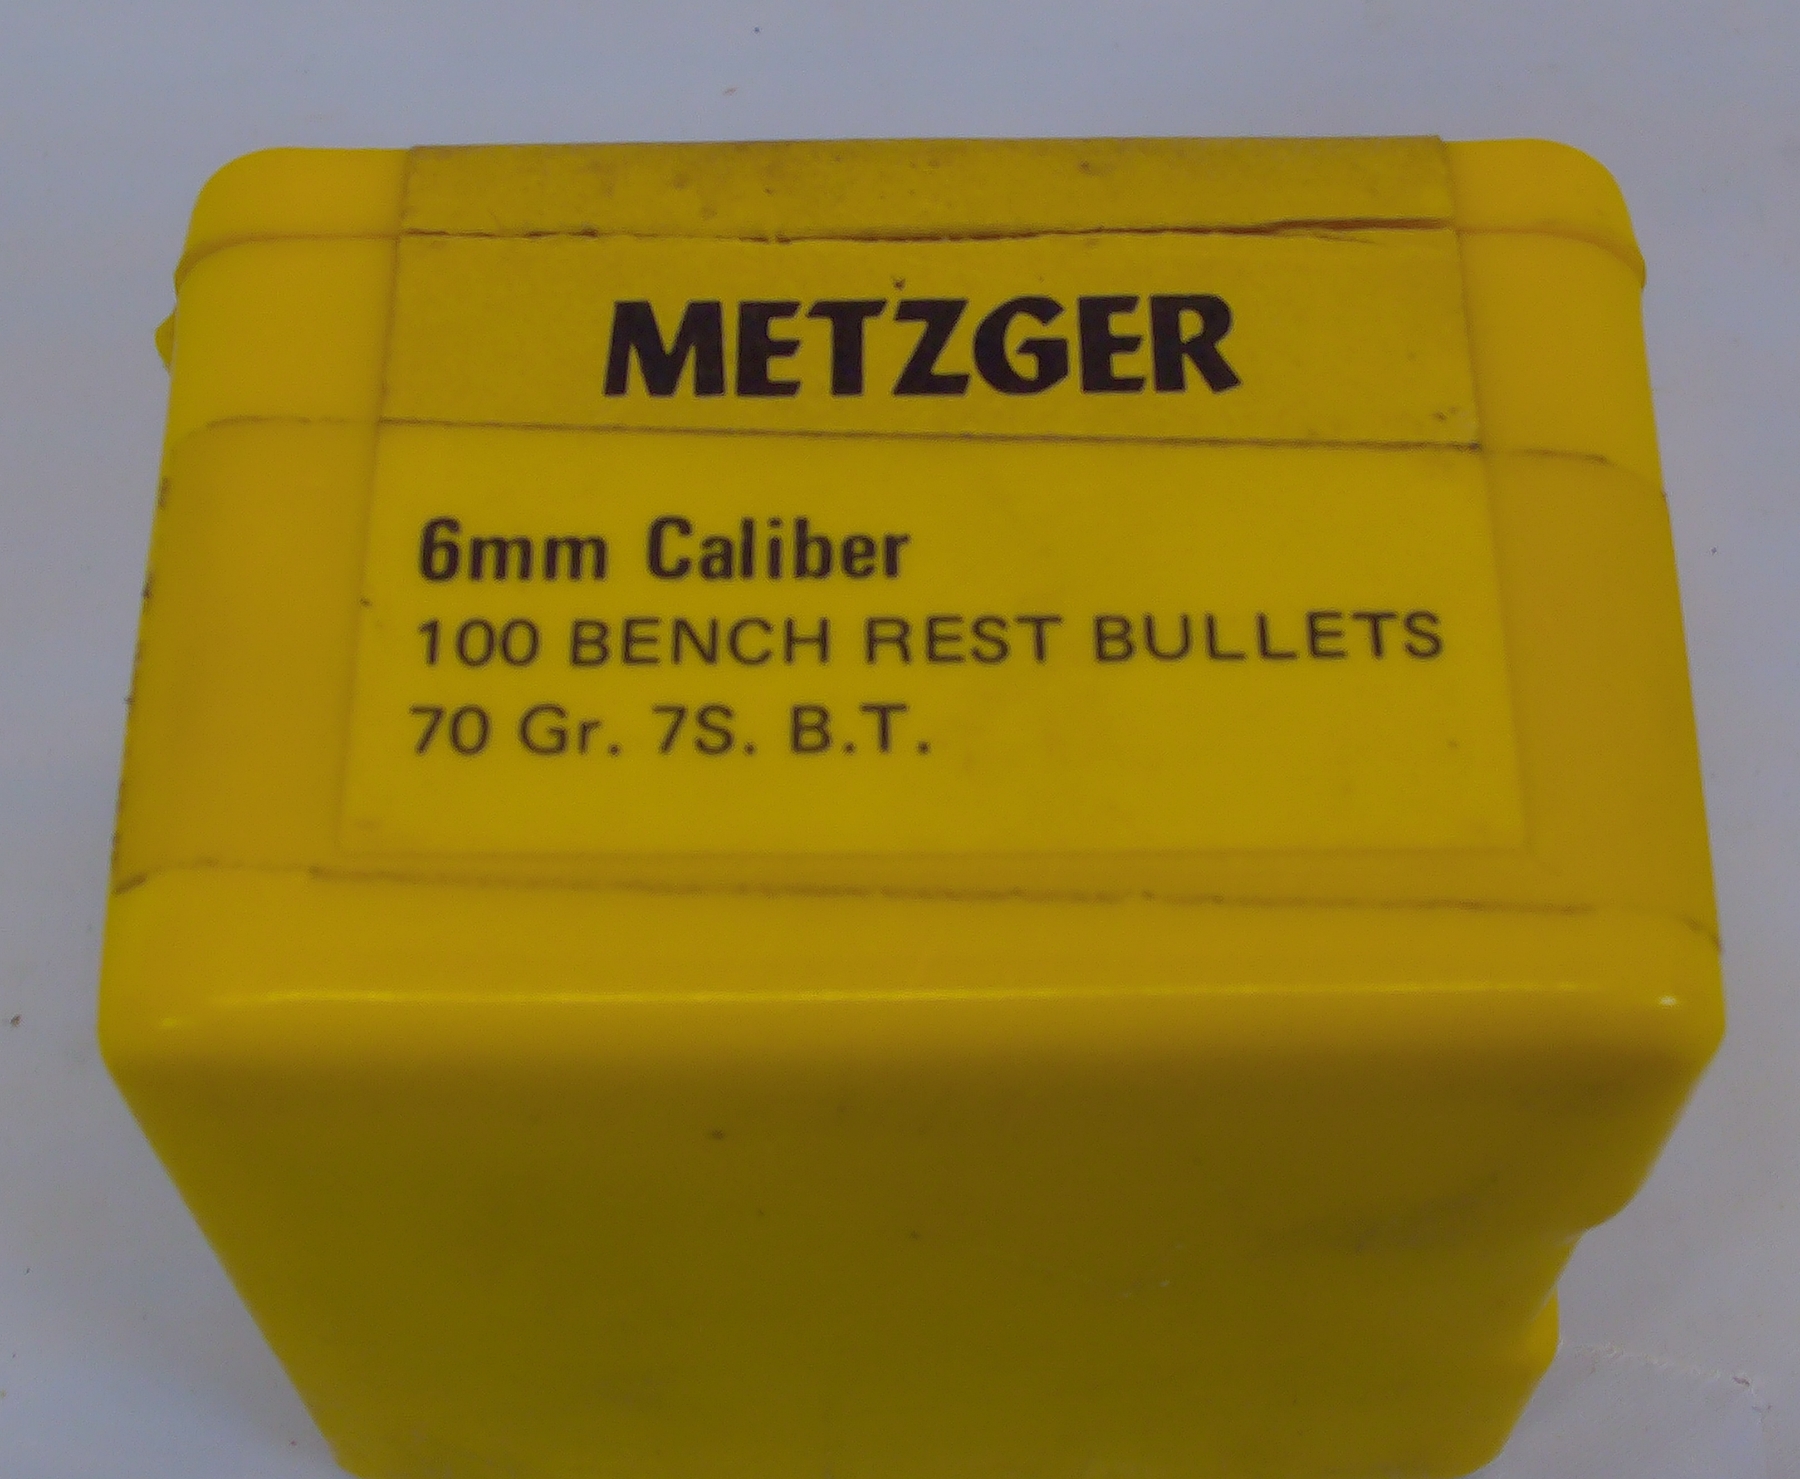 METZGER
6mm Caliber
100 BENCH REST BULLETS
70 Gr. 7S. B.T.